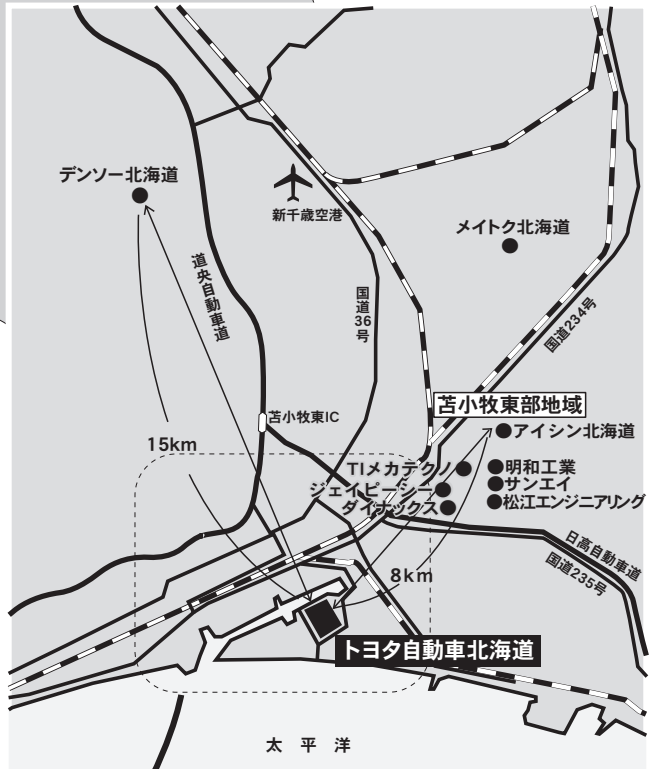 デンソー北海道
新千歳空港
メイトク北海道
道央自動車道
国道36号
国道234号
苫小牧東部地域
苫小牧東IC
アイシン北海道
15km
TIメカテクノ
明和工業
ジェイピーシー
サンエイ
ダイナックス
松江エンジニアリング
日高自動車道
国道235号
8km
トヨタ自動車北海道
太平洋